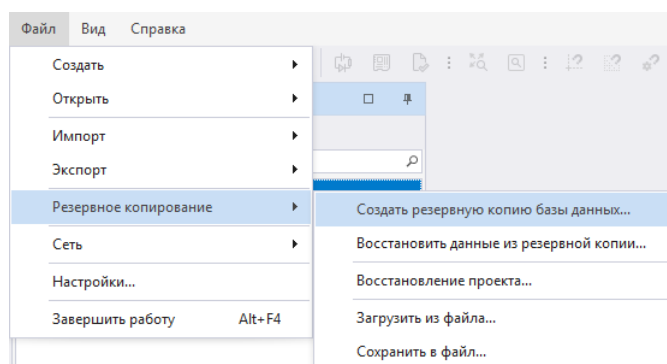 Файл Вид Справка
Создать
Открыть
Импорт
Экспорт
Резервное копирование
Создать резервную копию базы данных...
Сеть
Восстановить данные из резервной копии...
Настройки...
Восстановление проекта...
Завершить работу Alt+F4
Загрузить из файла...
Сохранить в файл...